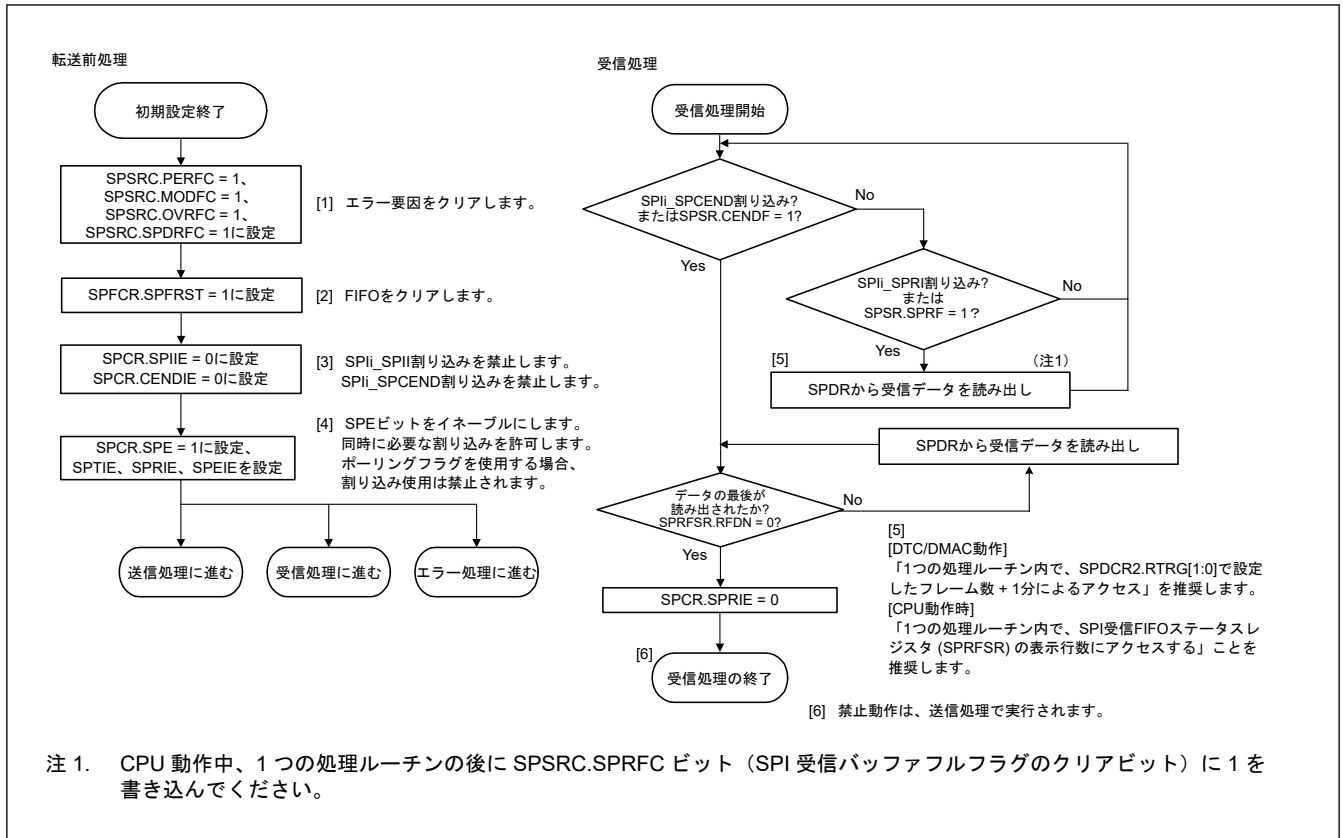 転送前処理
初期設定終了
SPSRC.PERFC = 1、
SPSRC.MODFC = 1、
SPSRC.OVRFC = 1、
SPSRC.SPDRFC = 1に設定
[1] エラー要因をクリアします。
SPFCR.SPFRST = 1に設定
[2] FIFOをクリアします。
SPCR.SPIIE = 0に設定
SPCR.CENDIE = 0に設定
[3] SPIi_SPII割り込みを禁止します。
SPIi_SPCEND割り込みを禁止します。
SPCR.SPE = 1に設定、
SPTIE、SPRIE、SPEIEを設定
[4] SPEビットをイネーブルにします。
同時に必要な割り込みを許可します。
ポーリングフラグを使用する場合、
割り込み使用は禁止されます。
送信処理に進む
受信処理に進む
エラー処理に進む
受信処理
受信処理開始
SPIi_SPCEND割り込み?
またはSPSR.CENDF = 1?
No
Yes
SPIi_SPRI割り込み?
または
SPSR.SPRF = 1？
No
Yes
[5]
（注1）
SPDRから受信データを読み出し
SPDRから受信データを読み出し
データの最後が
読み出されたか?
SPRFSR.RFDN = 0?
No
Yes
SPCR.SPRIE = 0
[6]
受信処理の終了
[5]
[DTC/DMAC動作]
「1つの処理ルーチン内で、SPDCR2.RTRG[1:0]で設定
したフレーム数 + 1分によるアクセス」を推奨します。
[CPU動作時]
「1つの処理ルーチン内で、SPI受信FIFOステータスレ
ジスタ (SPRFSR) の表示行数にアクセスする」ことを
推奨します。
[6] 禁止動作は、送信処理で実行されます。
注 1. CPU 動作中、1 つの処理ルーチンの後に SPSRC.SPRFC ビット（SPI 受信バッファフルフラグのクリアビット）に 1 を
書き込んでください。